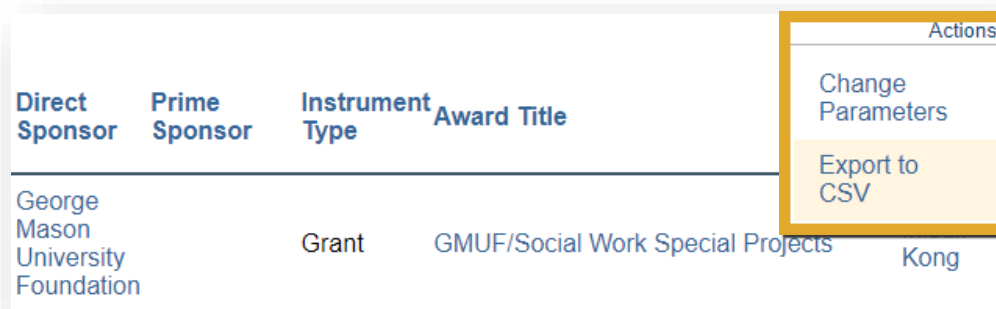 Actions
Change
Parameters
Export to
CSV
Direct
Sponsor
Prime
Sponsor
Instrument
Type
Award Title
George
Mason
University
Foundation
Grant
GMUF/Social Work Special Projects
Kong